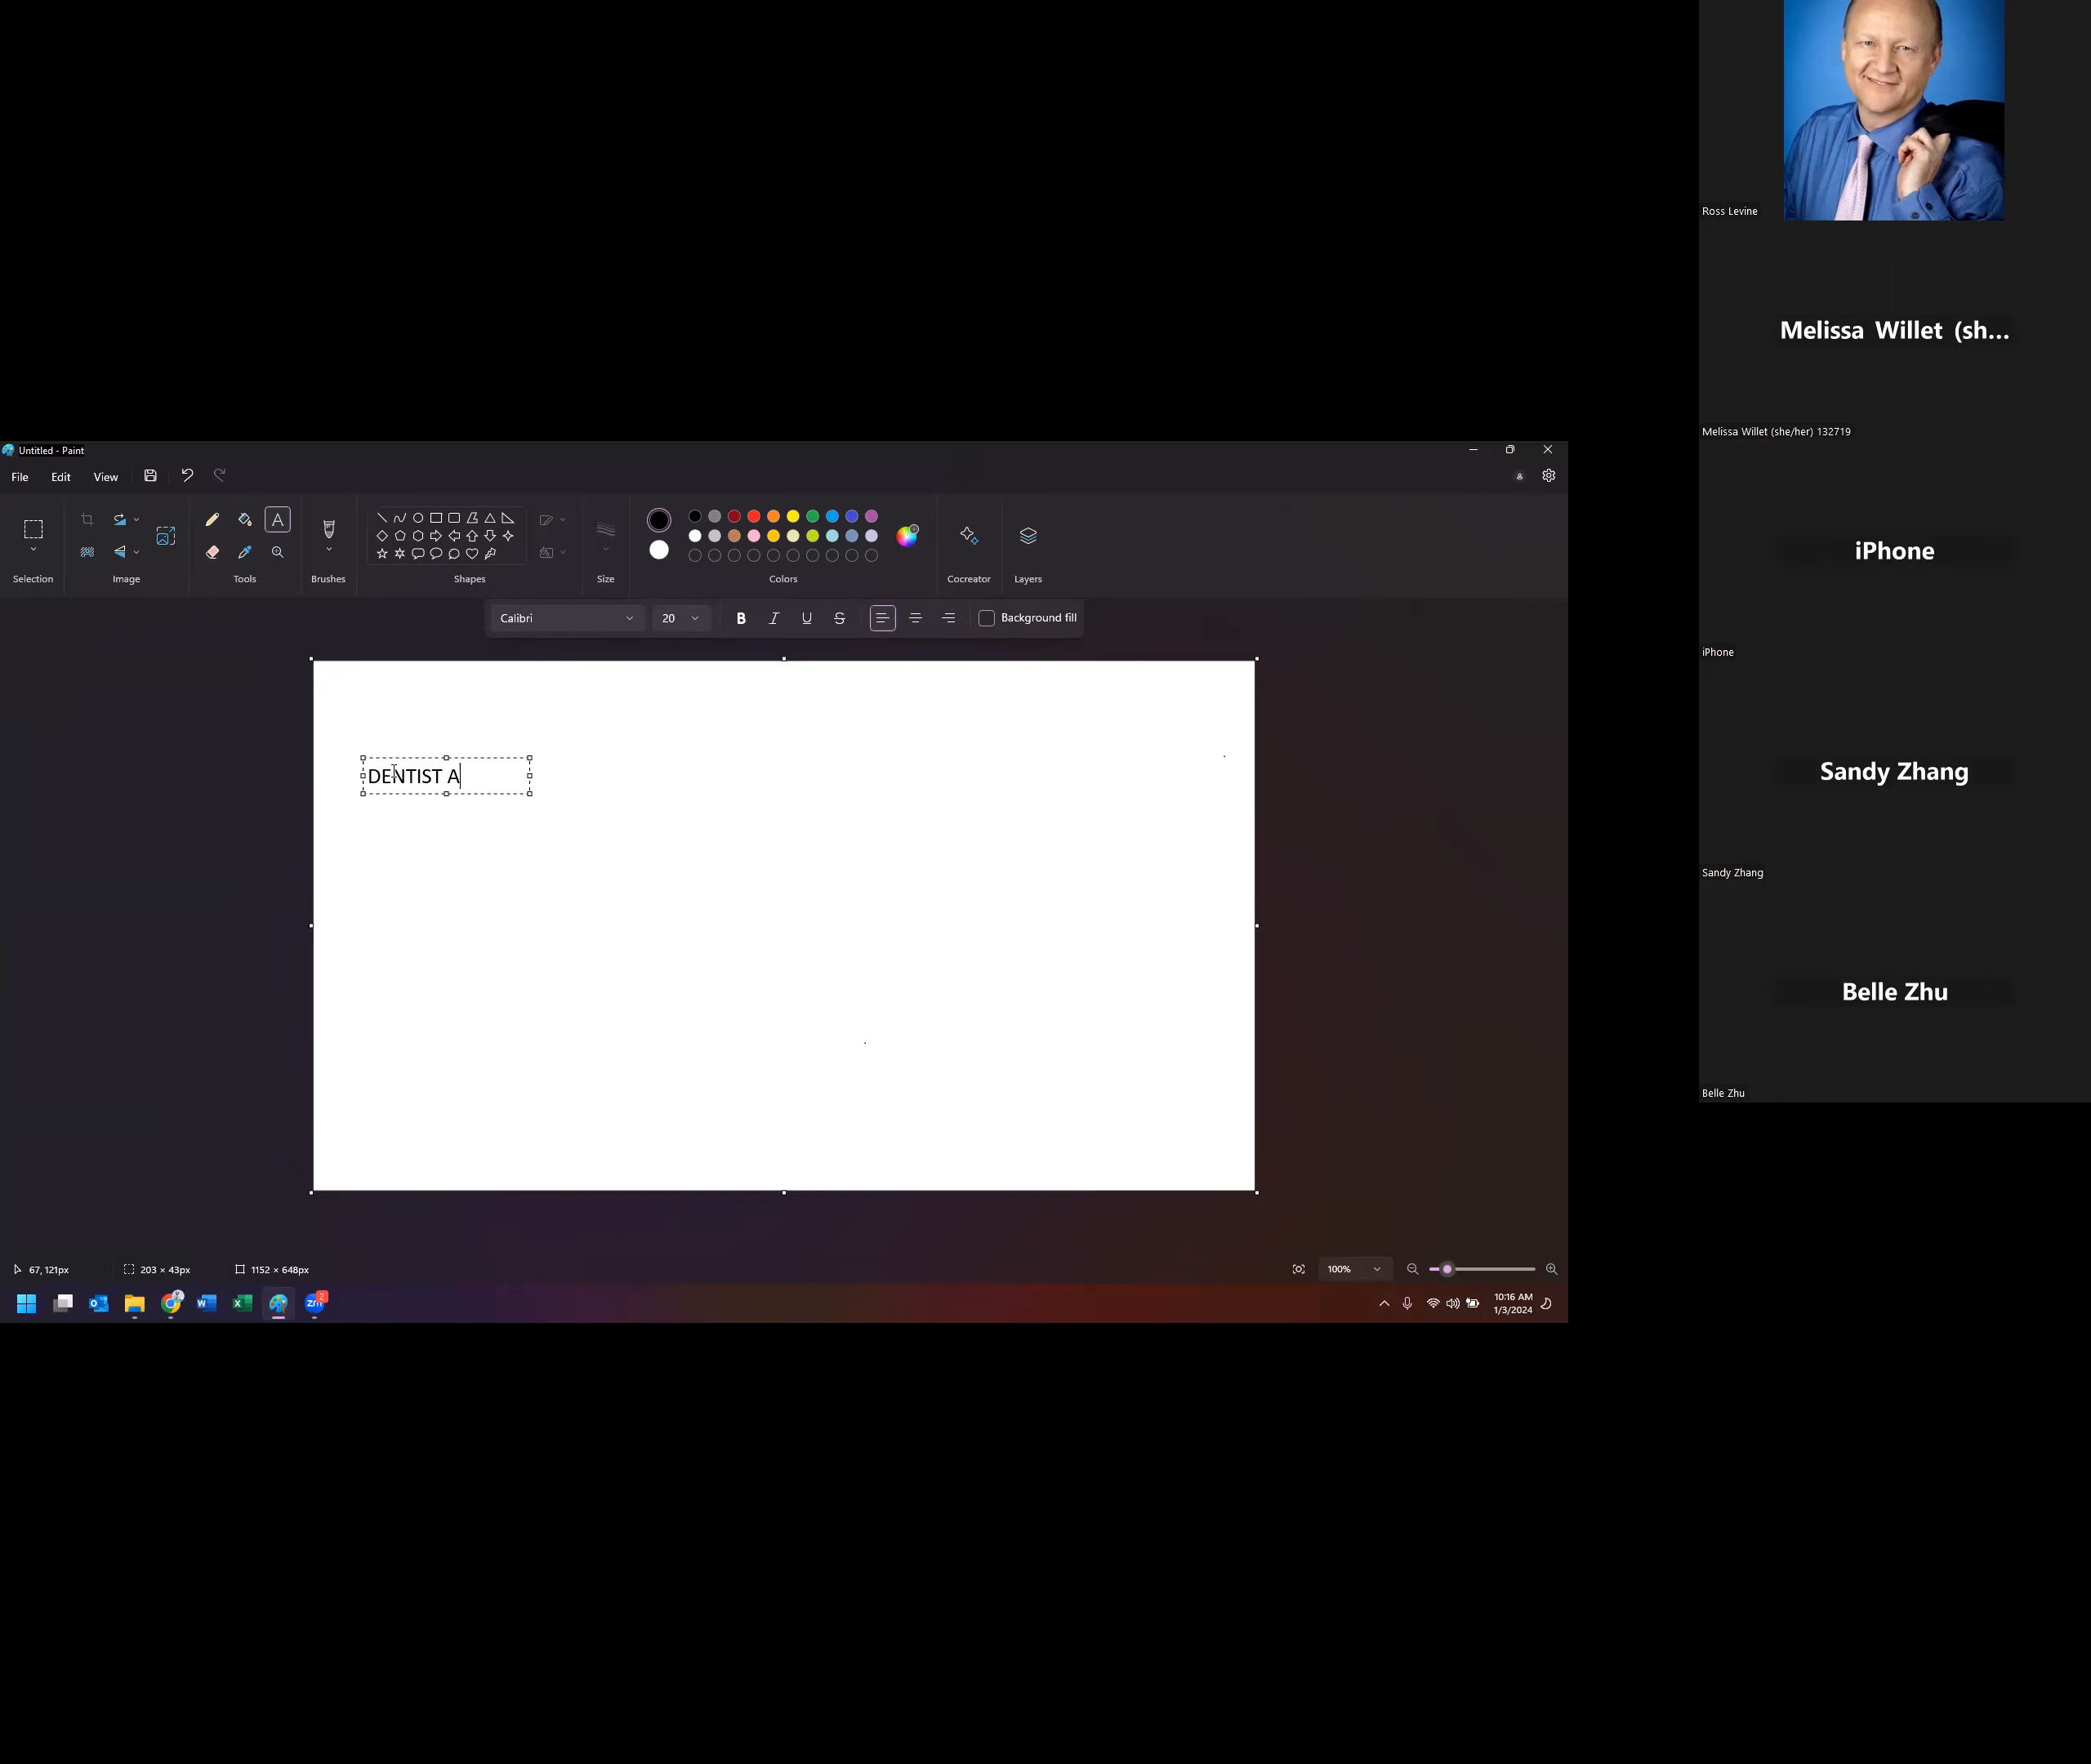 Ross Levine
Melissa Willet (sh...
Melissa Willet (she/her) 132719
iPhone
iPhone
Sandy Zhang
Sandy Zhang
Belle Zhu
Belle Zhu
Untitled - Paint
File Edit View
A
Selection Image Tools Brushes Shapes Size Colors Cocreator Layers
Calibri 20 B I U S Background fill
DENTIST A
67, 121px 203 × 43px 1152 × 648px 100%
zm 2
10:16 AM
1/3/2024